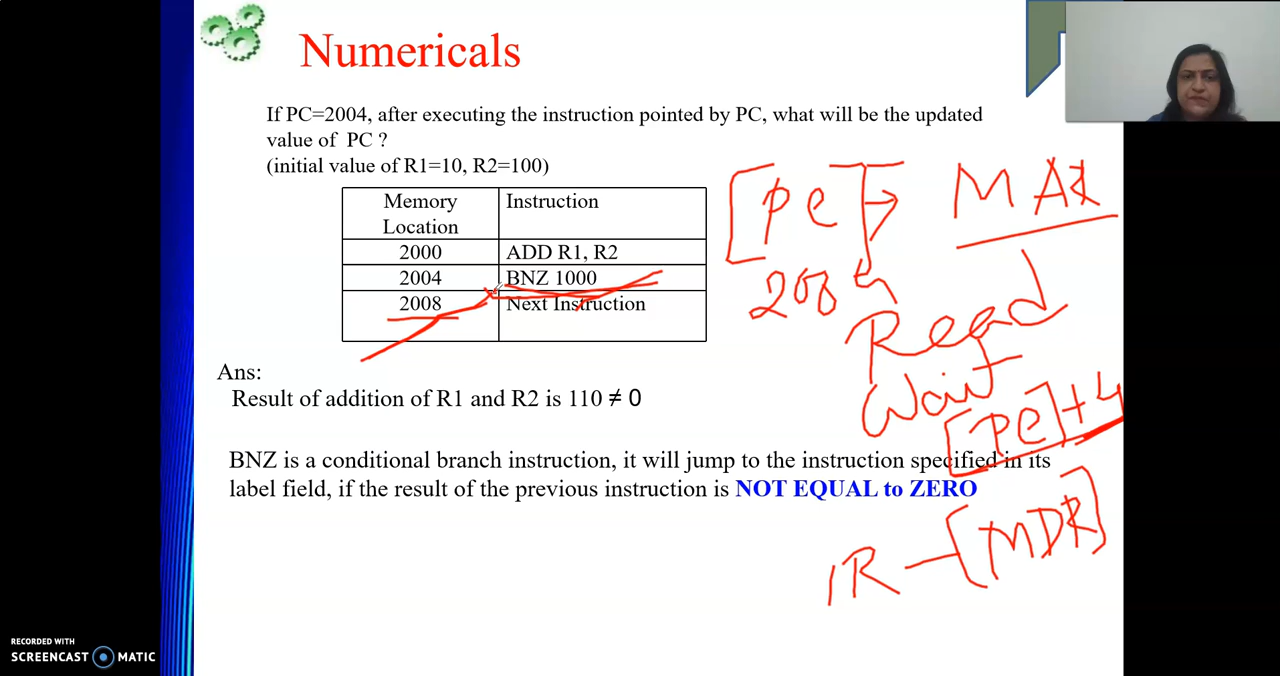 Numericals
If PC=2004, after executing the instruction pointed by PC, what will be the updated
value of PC ?
(initial value of R1=10, R2=100)
Memory Location Instruction
2000 ADD R1, R2
2004 BNZ 1000
2008 Next Instruction
Ans:
Result of addition of R1 and R2 is 110 ≠ 0
BNZ is a conditional branch instruction, it will jump to the instruction specified in its
label field, if the result of the previous instruction is NOT EQUAL to ZERO
[PC] → MAR
Read
Wait
[PC]+4
IR – [MDR]
RECORDED WITH
SCREENCAST MATIC